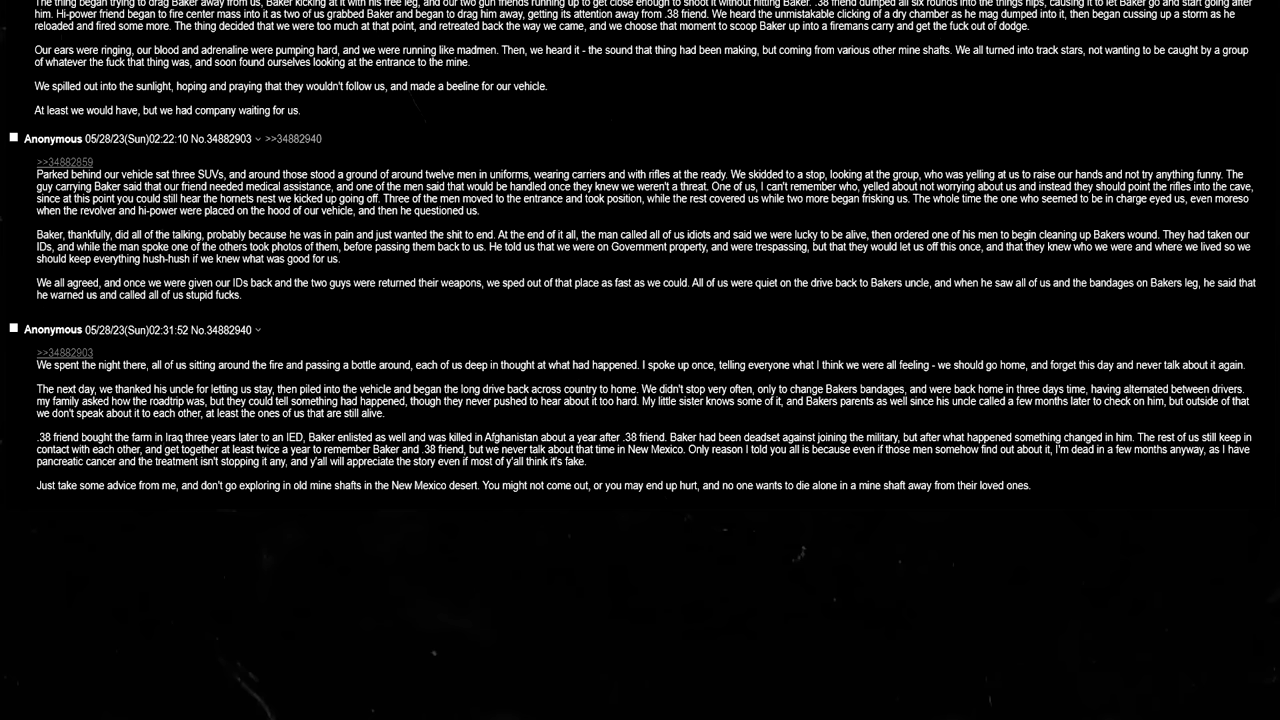 The thing began trying to drag Baker away from us, Baker kicking at it with his free leg, and our two gun friends running up to get close enough to shoot it without hitting Baker. .38 friend dumped all six rounds into the things hips, causing it to let Baker go and start going after
him. Hi-power friend began to fire center mass into it as two of us grabbed Baker and began to drag him away, getting its attention away from .38 friend. We heard the unmistakable clicking of a dry chamber as he mag dumped into it, then began cussing up a storm as he
reloaded and fired some more. The thing decided that we were too much at that point, and retreated back the way we came, and we choose that moment to scoop Baker up into a firemans carry and get the fuck out of dodge.
Our ears were ringing, our blood and adrenaline were pumping hard, and we were running like madmen. Then, we heard it - the sound that thing had been making, but coming from various other mine shafts. We all turned into track stars, not wanting to be caught by a group
of whatever the fuck that thing was, and soon found ourselves looking at the entrance to the mine.
We spilled out into the sunlight, hoping and praying that they wouldn't follow us, and made a beeline for our vehicle.
At least we would have, but we had company waiting for us.
Anonymous 05/28/23(Sun)02:22:10 No.34882903 >>34882940
>>34882859
Parked behind our vehicle sat three SUVs, and around those stood a ground of around twelve men in uniforms, wearing carriers and with rifles at the ready. We skidded to a stop, looking at the group, who was yelling at us to raise our hands and not try anything funny. The
guy carrying Baker said that our friend needed medical assistance, and one of the men said that would be handled once they knew we weren't a threat. One of us, I can't remember who, yelled about not worrying about us and instead they should point the rifles into the cave,
since at this point you could still hear the hornets nest we kicked up going off. Three of the men moved to the entrance and took position, while the rest covered us while two more began frisking us. The whole time the one who seemed to be in charge eyed us, even moreso
when the revolver and hi-power were placed on the hood of our vehicle, and then he questioned us.
Baker, thankfully, did all of the talking, probably because he was in pain and just wanted the shit to end. At the end of it all, the man called all of us idiots and said we were lucky to be alive, then ordered one of his men to begin cleaning up Bakers wound. They had taken our
IDs, and while the man spoke one of the others took photos of them, before passing them back to us. He told us that we were on Government property, and were trespassing, but that they would let us off this once, and that they knew who we were and where we lived so we
should keep everything hush-hush if we knew what was good for us.
We all agreed, and once we were given our IDs back and the two guys were returned their weapons, we sped out of that place as fast as we could. All of us were quiet on the drive back to Bakers uncle, and when he saw all of us and the bandages on Bakers leg, he said that
he warned us and called all of us stupid fucks.
Anonymous 05/28/23(Sun)02:31:52 No.34882940
>>34882903
We spent the night there, all of us sitting around the fire and passing a bottle around, each of us deep in thought at what had happened. I spoke up once, telling everyone what I think we were all feeling - we should go home, and forget this day and never talk about it again.
The next day, we thanked his uncle for letting us stay, then piled into the vehicle and began the long drive back across country to home. We didn't stop very often, only to change Bakers bandages, and were back home in three days time, having alternated between drivers.
my family asked how the roadtrip was, but they could tell something had happened, though they never pushed to hear about it too hard. My little sister knows some of it, and Bakers parents as well since his uncle called a few months later to check on him, but outside of that
we don't speak about it to each other, at least the ones of us that are still alive.
.38 friend bought the farm in Iraq three years later to an IED, Baker enlisted as well and was killed in Afghanistan about a year after .38 friend. Baker had been deadset against joining the military, but after what happened something changed in him. The rest of us still keep in
contact with each other, and get together at least twice a year to remember Baker and .38 friend, but we never talk about that time in New Mexico. Only reason I told you all is because even if those men somehow find out about it, I'm dead in a few months anyway, as I have
pancreatic cancer and the treatment isn't stopping it any, and y'all will appreciate the story even if most of y'all think it's fake.
Just take some advice from me, and don't go exploring in old mine shafts in the New Mexico desert. You might not come out, or you may end up hurt, and no one wants to die alone in a mine shaft away from their loved ones.